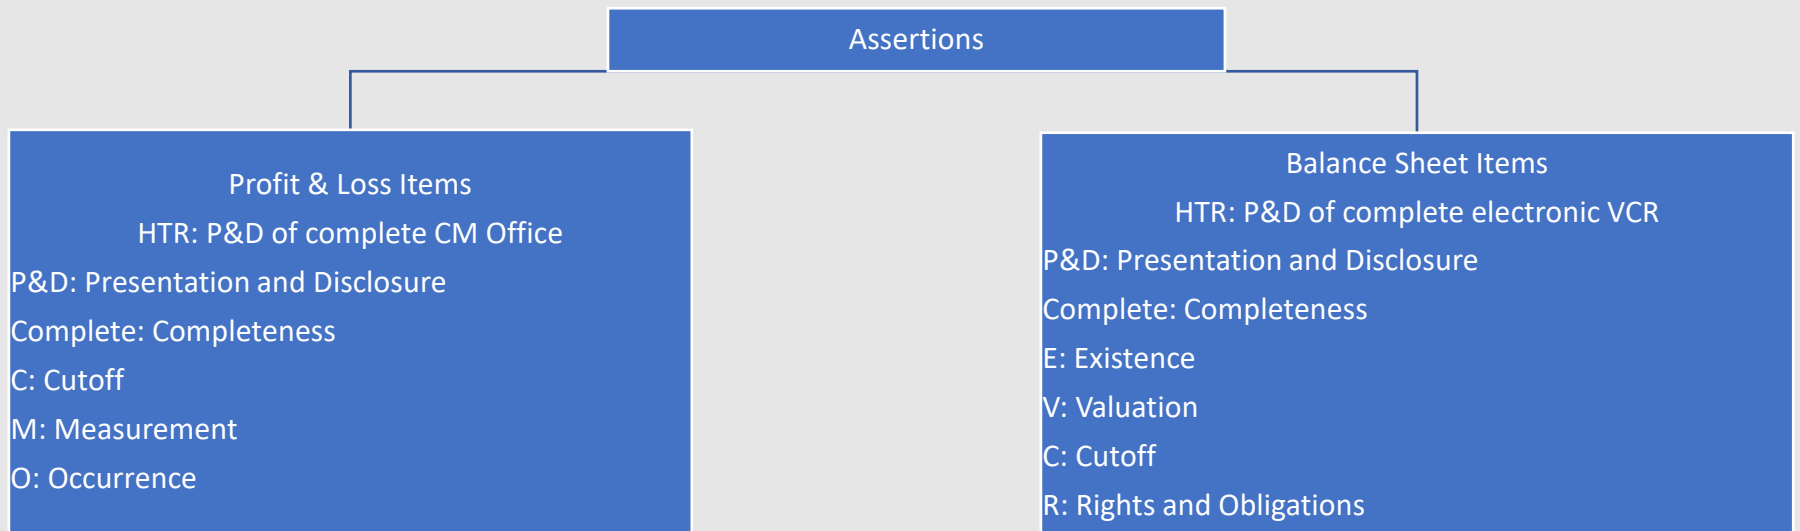 Assertions
Profit & Loss Items
HTR: P&D of complete CM Office
P&D: Presentation and Disclosure
Complete: Completeness
C: Cutoff
M: Measurement
O: Occurrence
Balance Sheet Items
HTR: P&D of complete electronic VCR
P&D: Presentation and Disclosure
Complete: Completeness
E: Existence
V: Valuation
C: Cutoff
R: Rights and Obligations